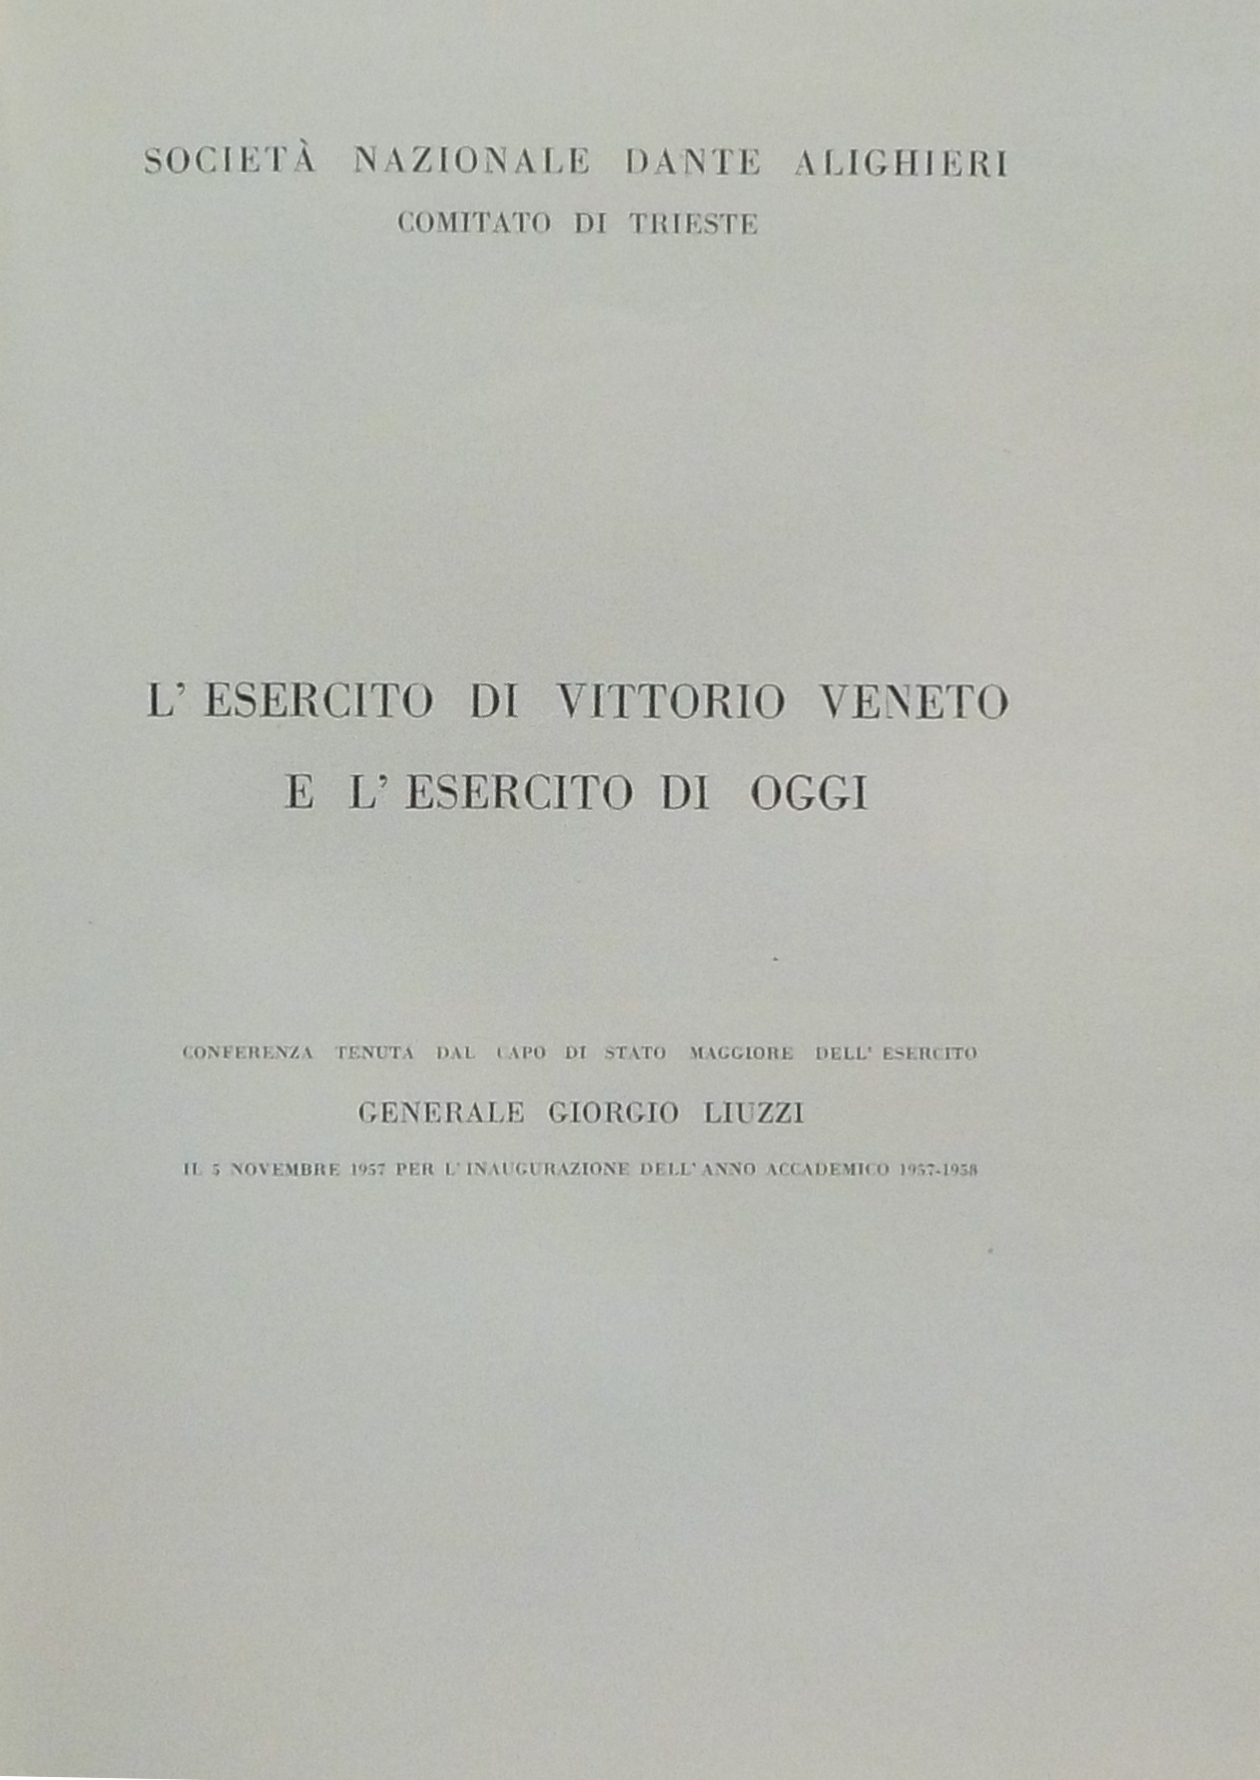 SOCIETÀ NAZIONALE DANTE ALIGHIERI
COMITATO DI TRIESTE
L' ESERCITO DI VITTORIO VENETO
E L' ESERCITO DI OGGI
CONFERENZA TENUTA DAL CAPO DI STATO MAGGIORE DELL' ESERCITO
GENERALE GIORGIO LIUZZI
IL 5 NOVEMBRE 1957 PER L' INAUGURAZIONE DELL' ANNO ACCADEMICO 1957-1958